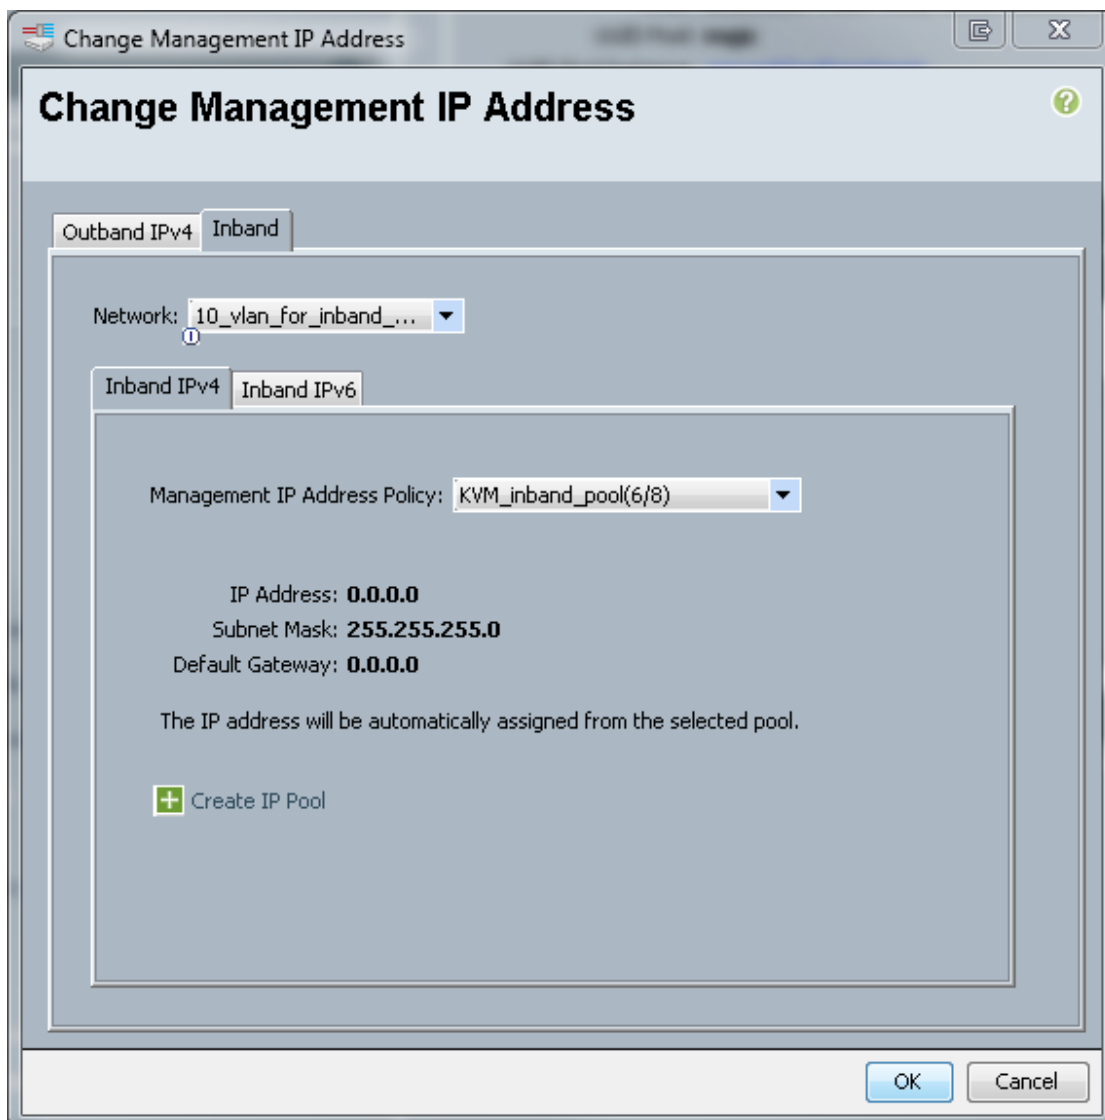 Change Management IP Address
Change Management IP Address
Outband IPv4 Inband
Network: 10_vlan_for_inband_...
Inband IPv4 Inband IPv6
Management IP Address Policy: KVM_inband_pool(6/8)
IP Address: 0.0.0.0
Subnet Mask: 255.255.255.0
Default Gateway: 0.0.0.0
The IP address will be automatically assigned from the selected pool.
Create IP Pool
OK Cancel